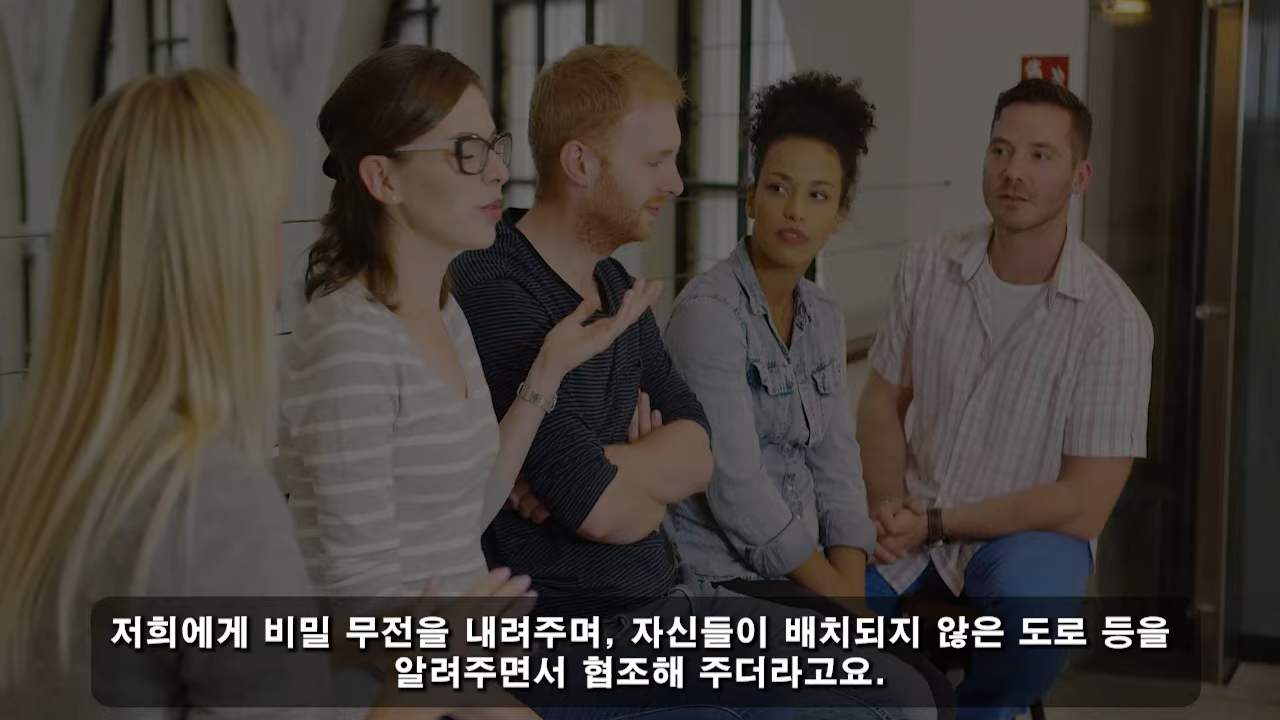 저희에게 비밀 무전을 내려주며, 자신들이 배치되지 않은 도로 등을
알려주면서 협조해 주더라고요.